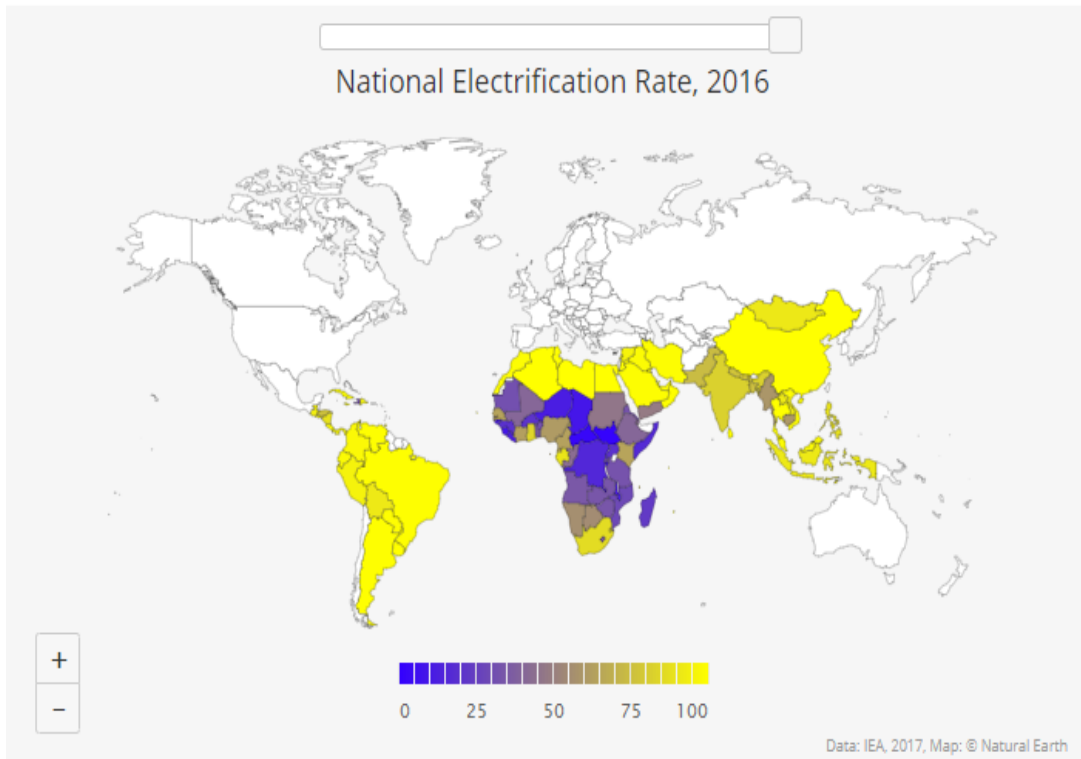 National Electrification Rate, 2016
+
−
0 25 50 75 100
Data: IEA, 2017, Map: © Natural Earth